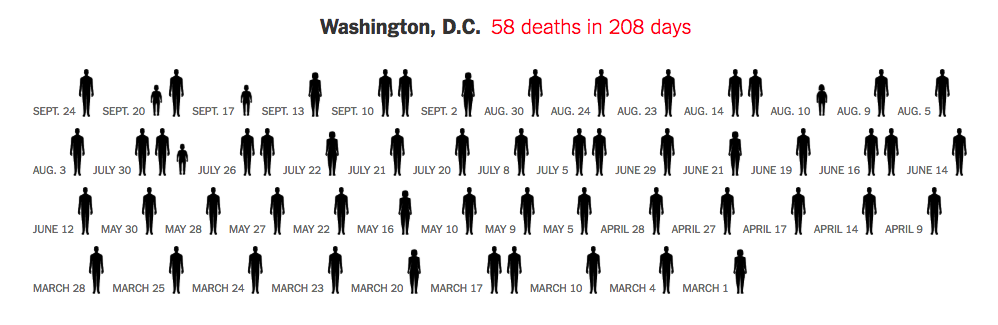 Washington, D.C. 58 deaths in 208 days
SEPT. 24 SEPT. 20 SEPT. 17 SEPT. 13 SEPT. 10 SEPT. 2 AUG. 30 AUG. 24 AUG. 23 AUG. 14 AUG. 10 AUG. 9 AUG. 5
AUG. 3 JULY 30 JULY 26 JULY 22 JULY 21 JULY 20 JULY 8 JULY 5 JUNE 29 JUNE 21 JUNE 19 JUNE 16 JUNE 14
JUNE 12 MAY 30 MAY 28 MAY 27 MAY 22 MAY 16 MAY 10 MAY 9 MAY 5 APRIL 28 APRIL 27 APRIL 17 APRIL 14 APRIL 9
MARCH 28 MARCH 25 MARCH 24 MARCH 23 MARCH 20 MARCH 17 MARCH 10 MARCH 4 MARCH 1